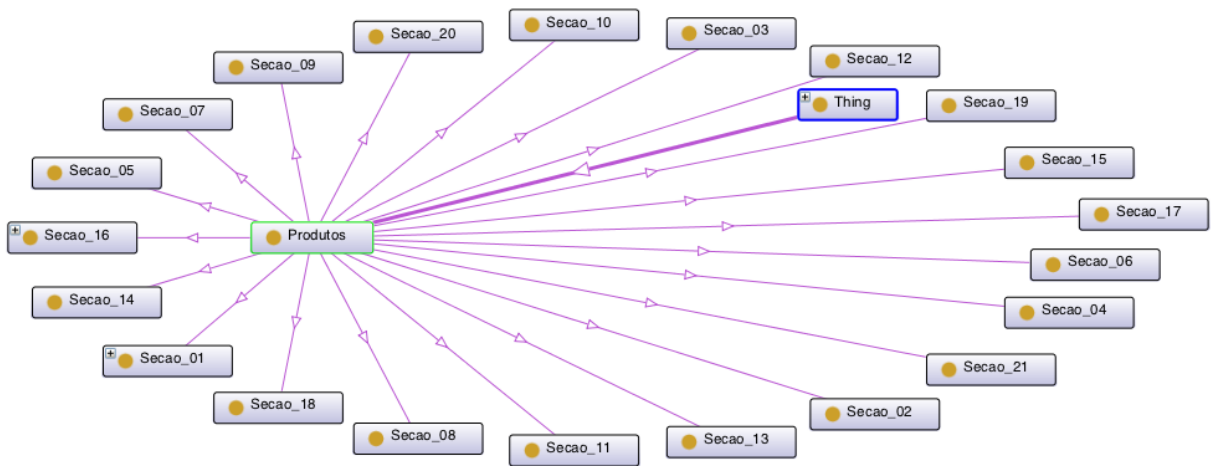 Secao_10
Secao_03
Secao_20
Secao_12
Secao_09
Thing
Secao_19
Secao_07
Secao_15
Secao_05
Secao_17
Secao_16
Produtos
Secao_06
Secao_14
Secao_04
Secao_01
Secao_21
Secao_18
Secao_02
Secao_08
Secao_13
Secao_11